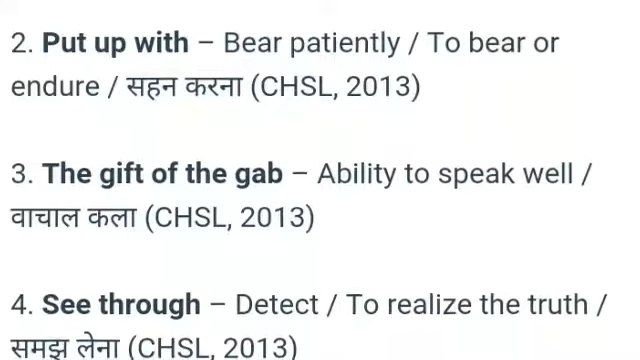 2. Put up with – Bear patiently / To bear or
endure / सहन करना (CHSL, 2013)
3. The gift of the gab – Ability to speak well /
वाचाल कला (CHSL, 2013)
4. See through – Detect / To realize the truth /
समझ लेना (CHSL, 2013)